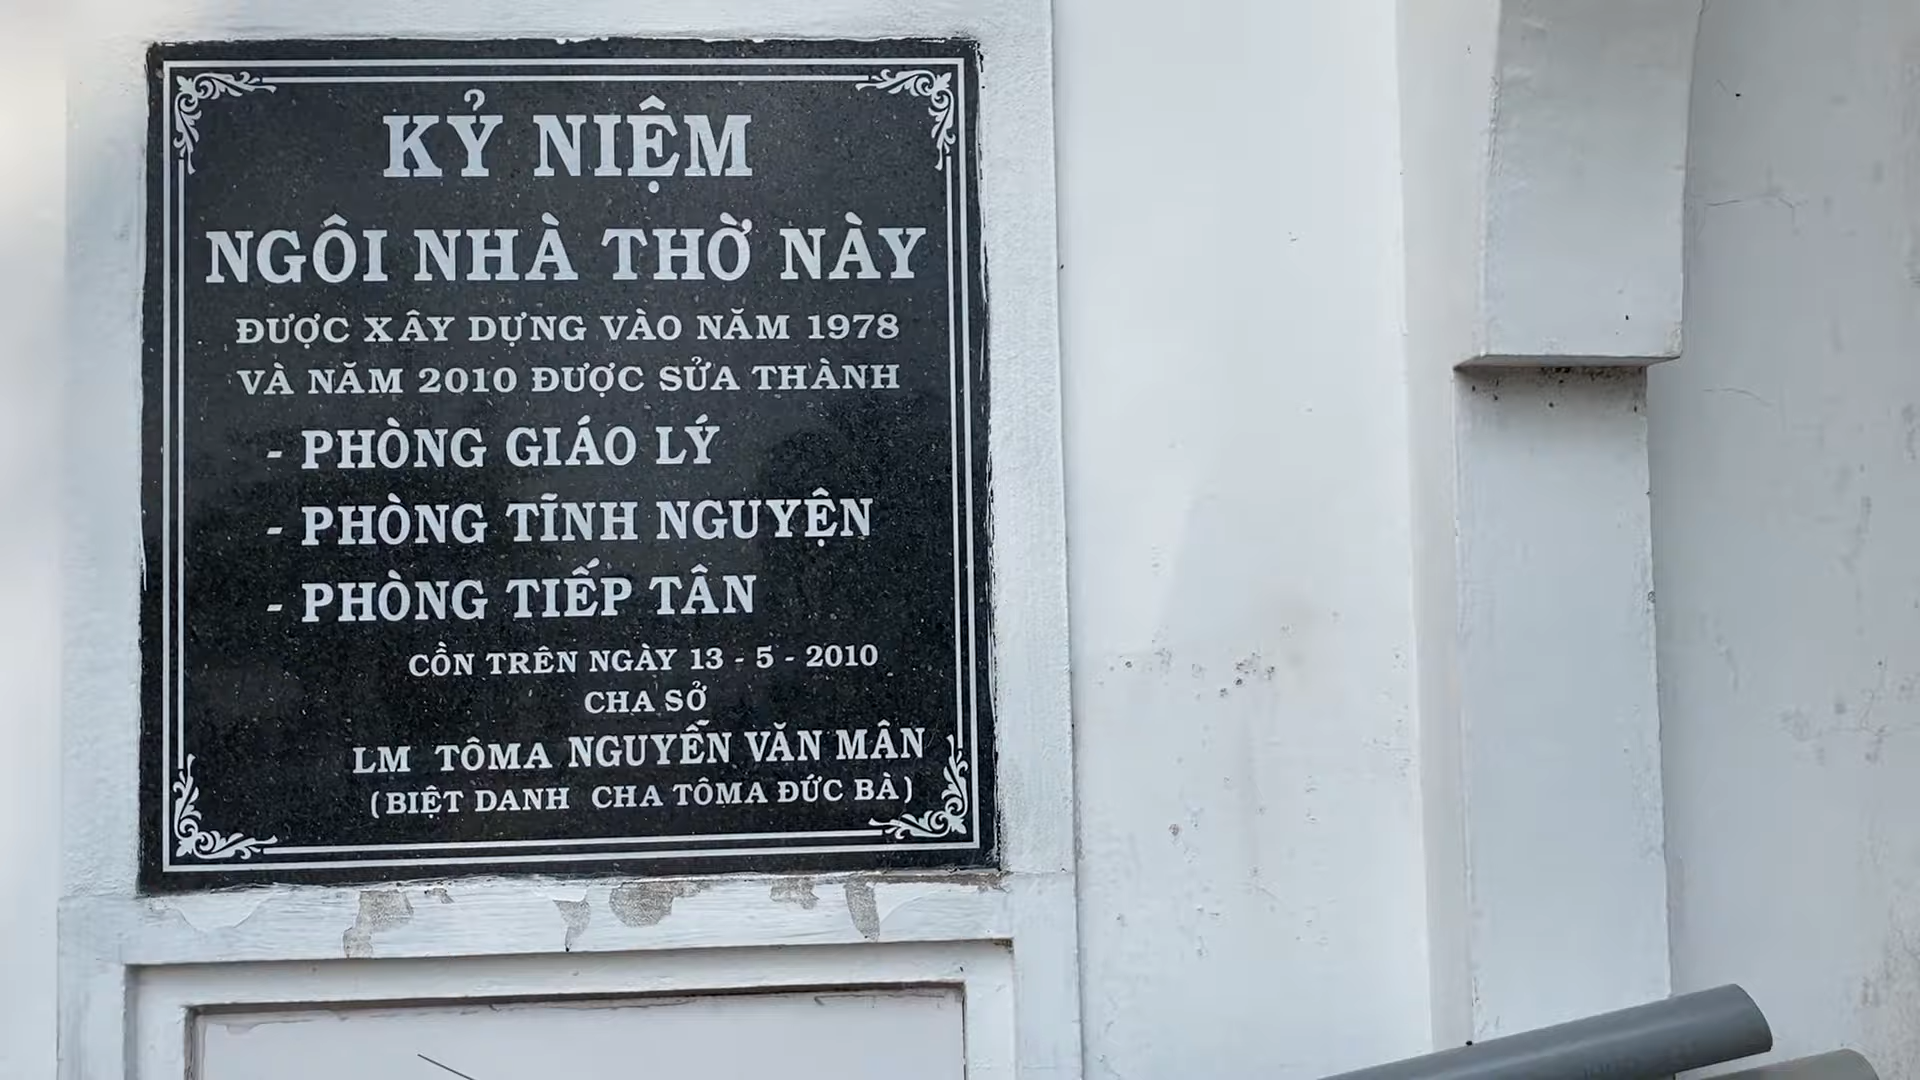 KỶ NIỆM
NGÔI NHÀ THỜ NÀY
ĐƯỢC XÂY DỰNG VÀO NĂM 1978
VÀ NĂM 2010 ĐƯỢC SỬA THÀNH
- PHÒNG GIÁO LÝ
- PHÒNG TĨNH NGUYỆN
- PHÒNG TIẾP TÂN
CỒN TRÊN NGÀY 13 - 5 - 2010
CHA SỞ
LM TÔMA NGUYỄN VĂN MÂN
(BIỆT DANH CHA TÔMA ĐỨC BÀ)